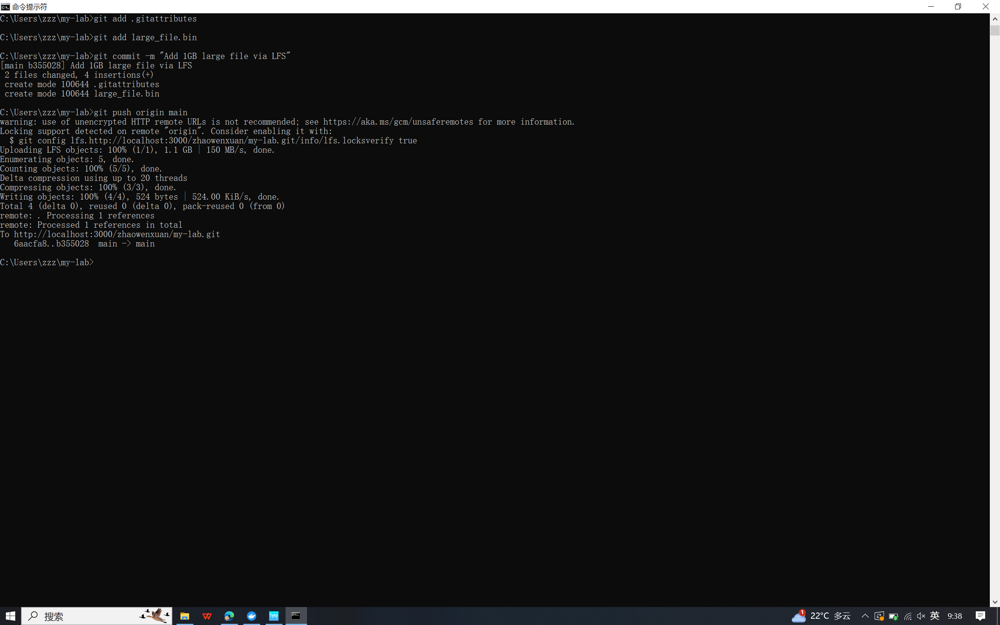 命令提示符
C:\Users\zzz\my-lab>git add .gitattributes
C:\Users\zzz\my-lab>git add large_file.bin
C:\Users\zzz\my-lab>git commit -m "Add 1GB large file via LFS"
[main b355028] Add 1GB large file via LFS
 2 files changed, 4 insertions(+)
 create mode 100644 .gitattributes
 create mode 100644 large_file.bin
C:\Users\zzz\my-lab>git push origin main
warning: use of unencrypted HTTP remote URLs is not recommended; see https://aka.ms/gcm/unsaferemotes for more information.
Locking support detected on remote "origin". Consider enabling it with:
  $ git config lfs.http://localhost:3000/zhaowenxuan/my-lab.git/info/lfs.locksverify true
Uploading LFS objects: 100% (1/1), 1.1 GB | 150 MB/s, done.
Enumerating objects: 5, done.
Counting objects: 100% (5/5), done.
Delta compression using up to 20 threads
Compressing objects: 100% (3/3), done.
Writing objects: 100% (4/4), 524 bytes | 524.00 KiB/s, done.
Total 4 (delta 0), reused 0 (delta 0), pack-reused 0 (from 0)
remote: . Processing 1 references
remote: Processed 1 references in total
To http://localhost:3000/zhaowenxuan/my-lab.git
   6aacfa8..b355028  main -> main
C:\Users\zzz\my-lab>
搜索
Tyty
1
22°C 多云
英
9:38